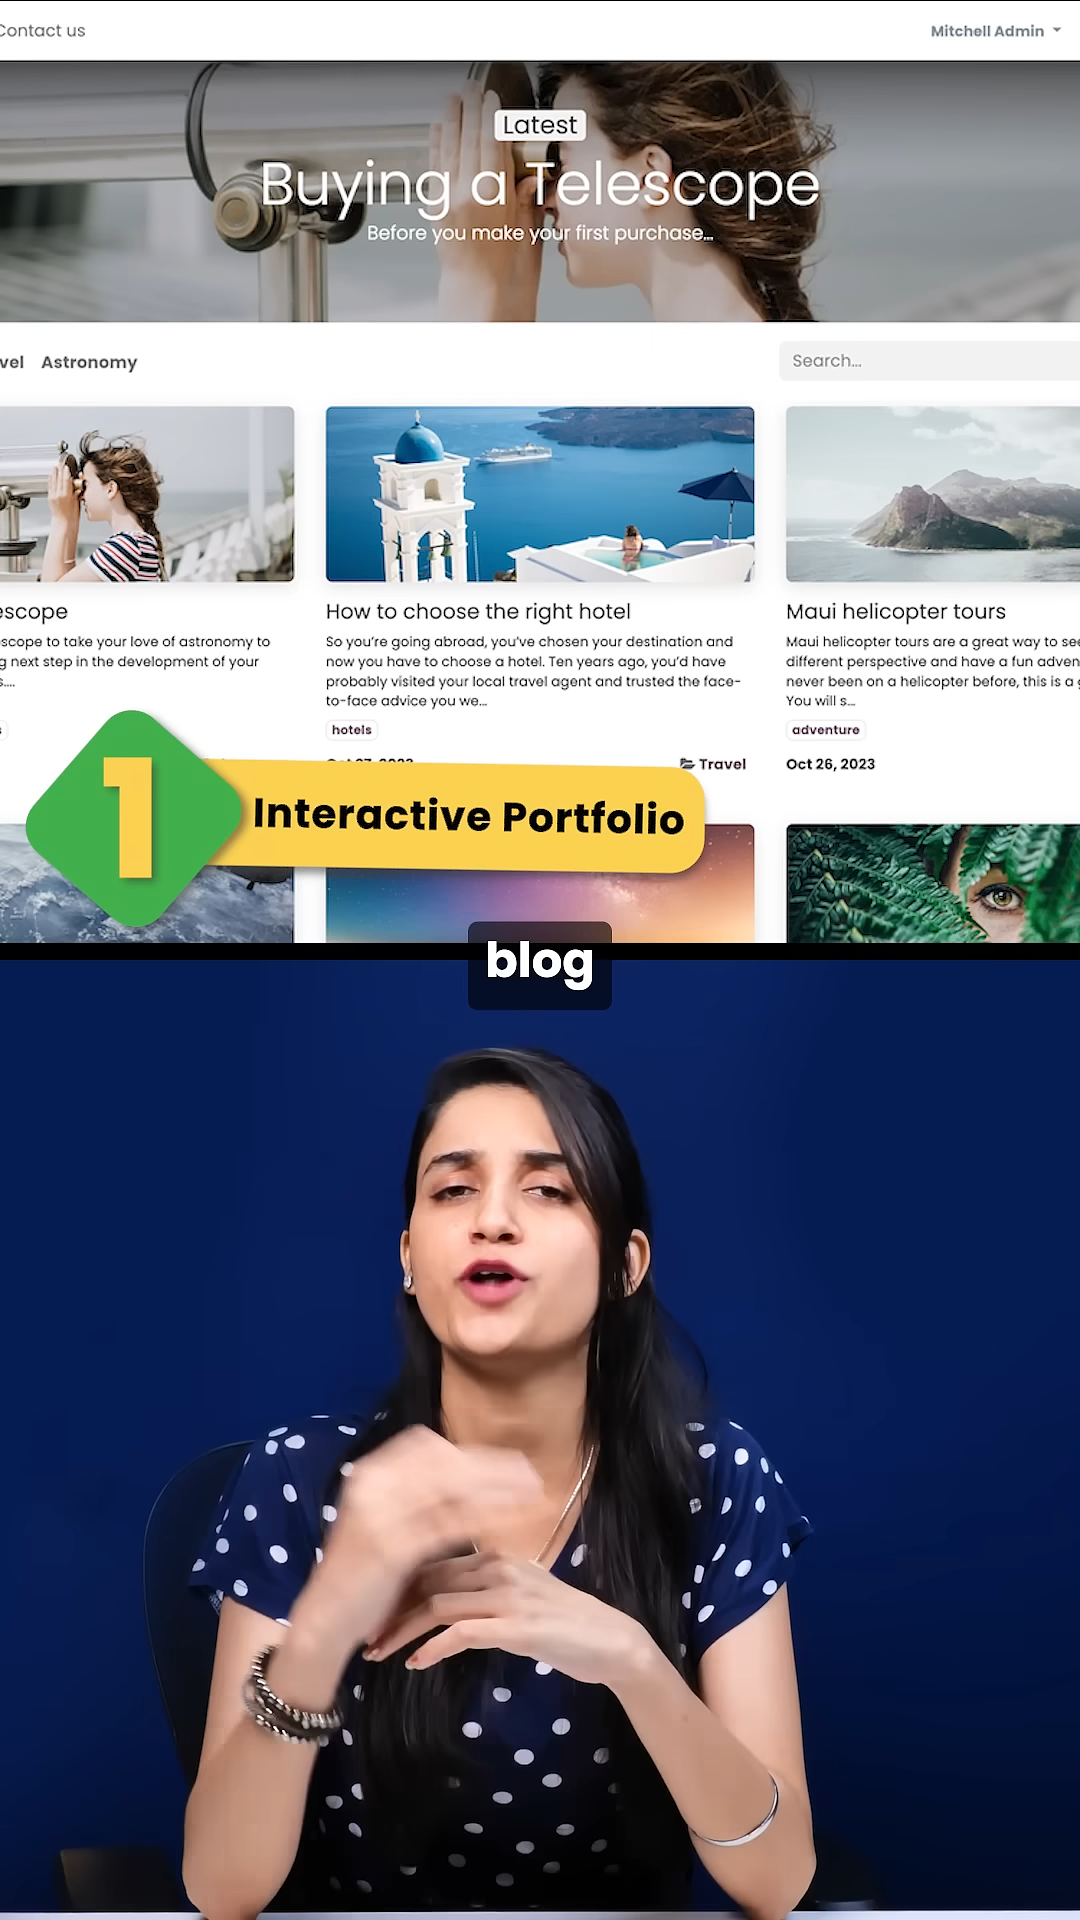 Contact us
Mitchell Admin
Latest
Buying a Telescope
Before you make your first purchase...
vel Astronomy
Search...
escope
scope to take your love of astronomy to
g next step in the development of your
s....
How to choose the right hotel
So you're going abroad, you've chosen your destination and
now you have to choose a hotel. Ten years ago, you'd have
probably visited your local travel agent and trusted the face-
to-face advice you we...
hotels
Travel
Maui helicopter tours
Maui helicopter tours are a great way to see
different perspective and have a fun adven
never been on a helicopter before, this is a g
You will s...
adventure
Oct 26, 2023
1
Interactive Portfolio
blog